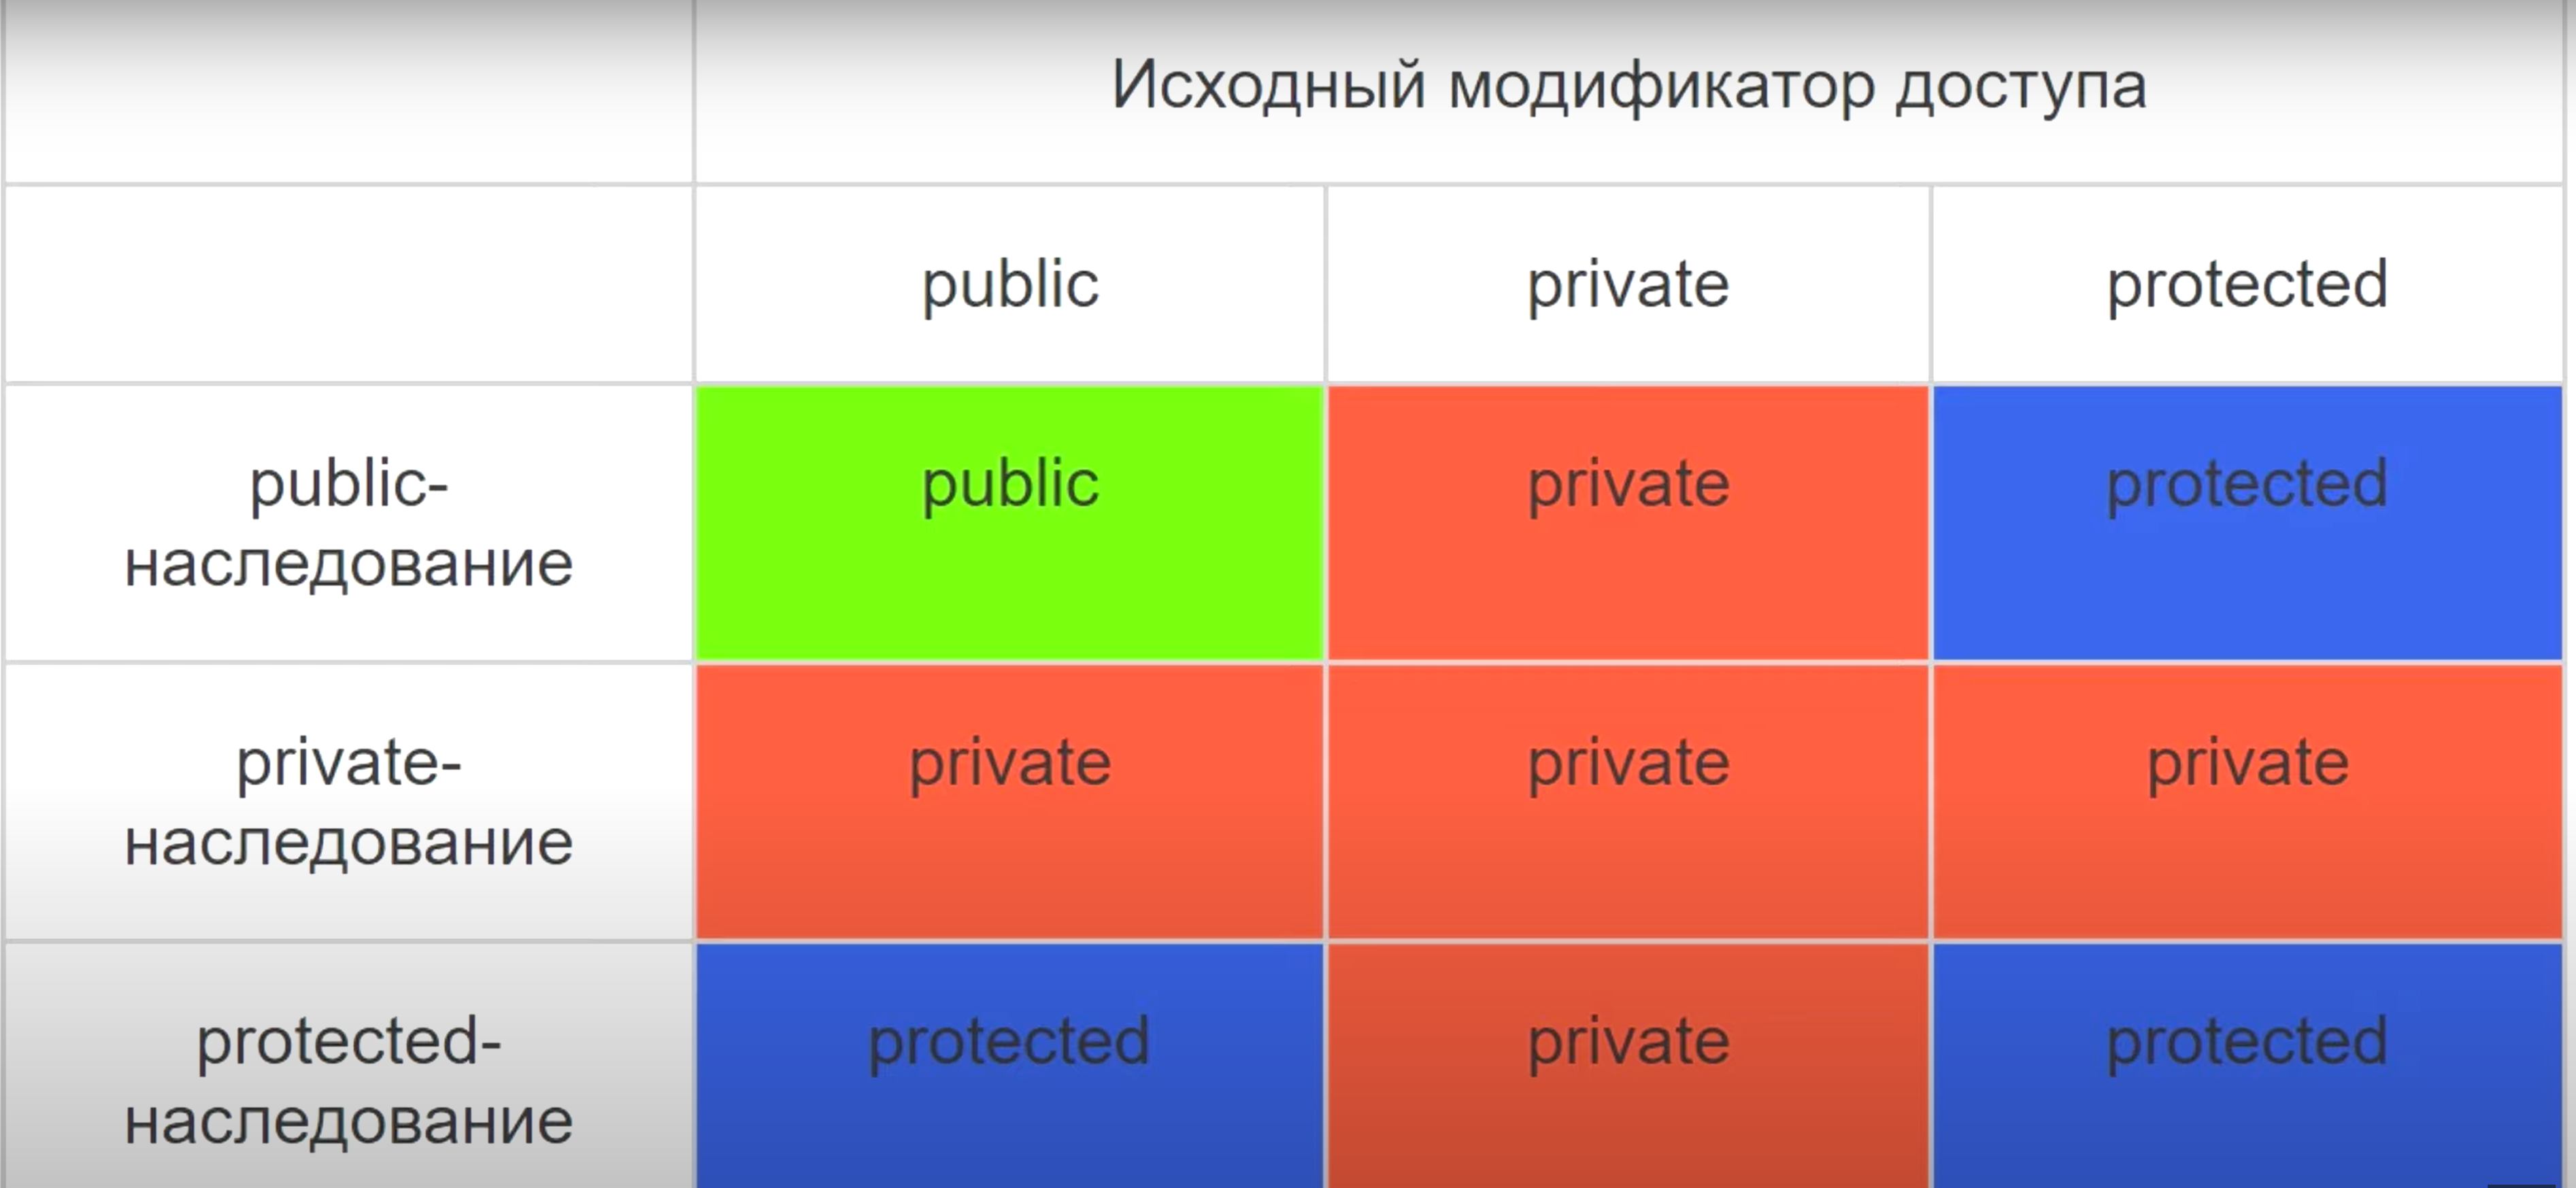 Исходный модификатор доступа
public private protected
public-
наследование
public private protected
private-
наследование
private private private
protected-
наследование
protected private protected